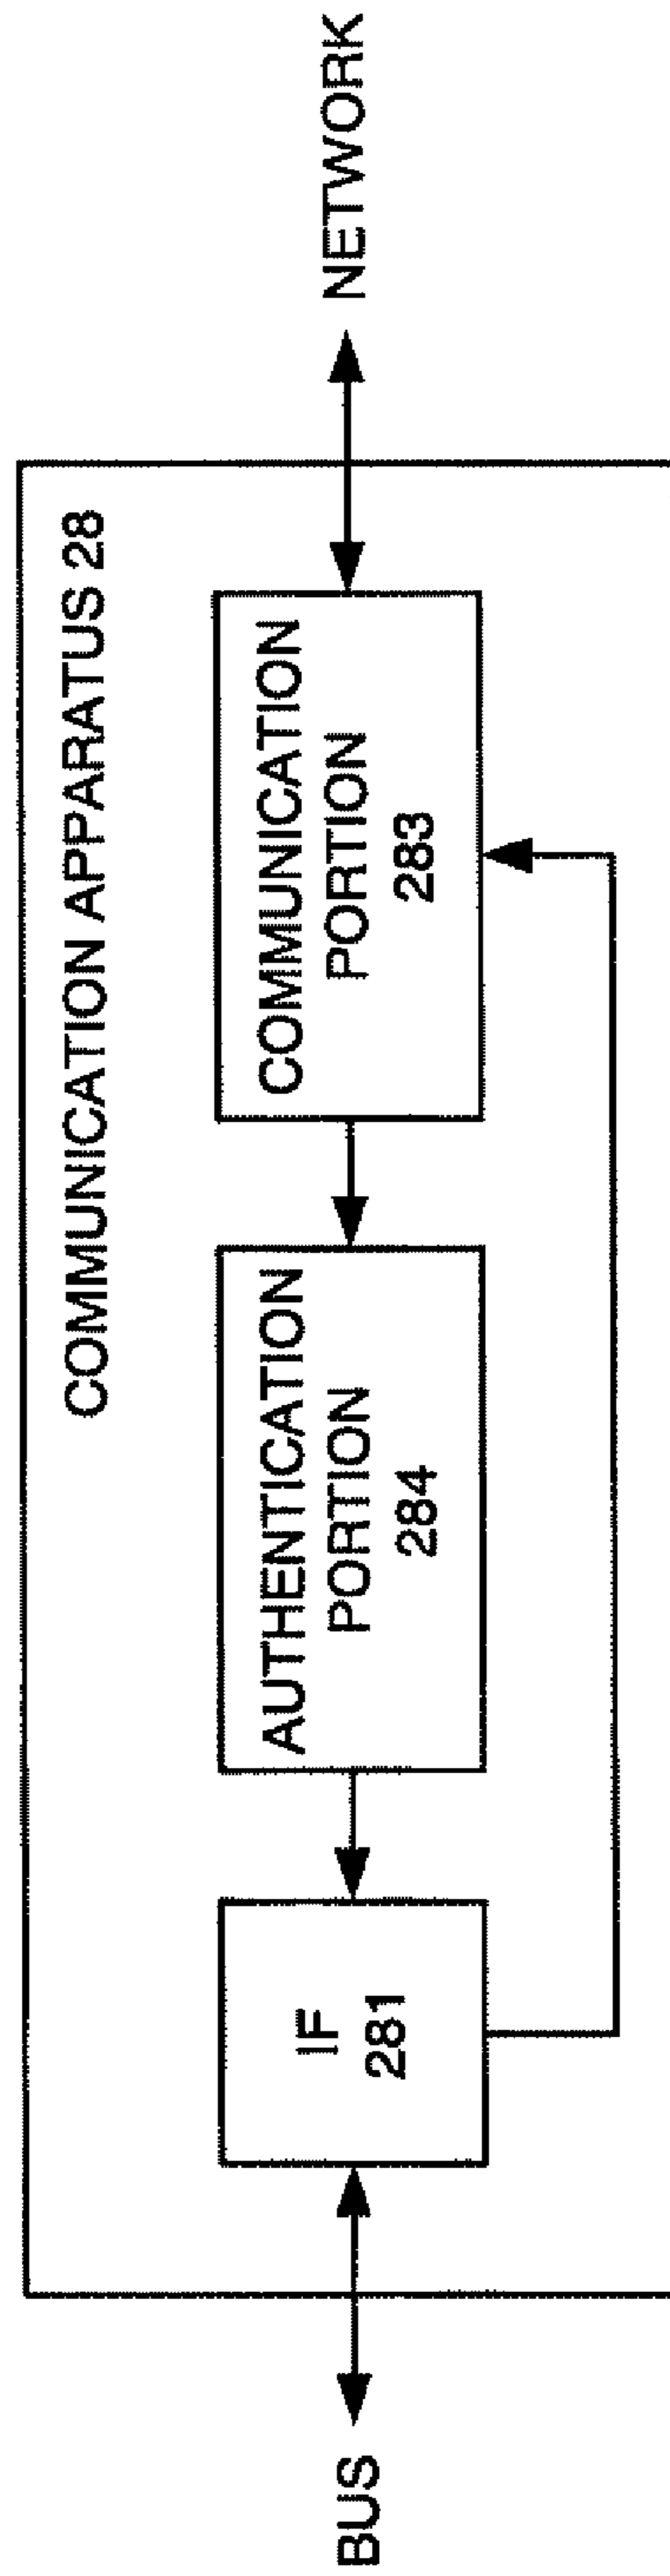 COMMUNICATION APPARATUS 28
BUS
IF
281
AUTHENTICATION
PORTION
284
COMMUNICATION
PORTION
283
NETWORK